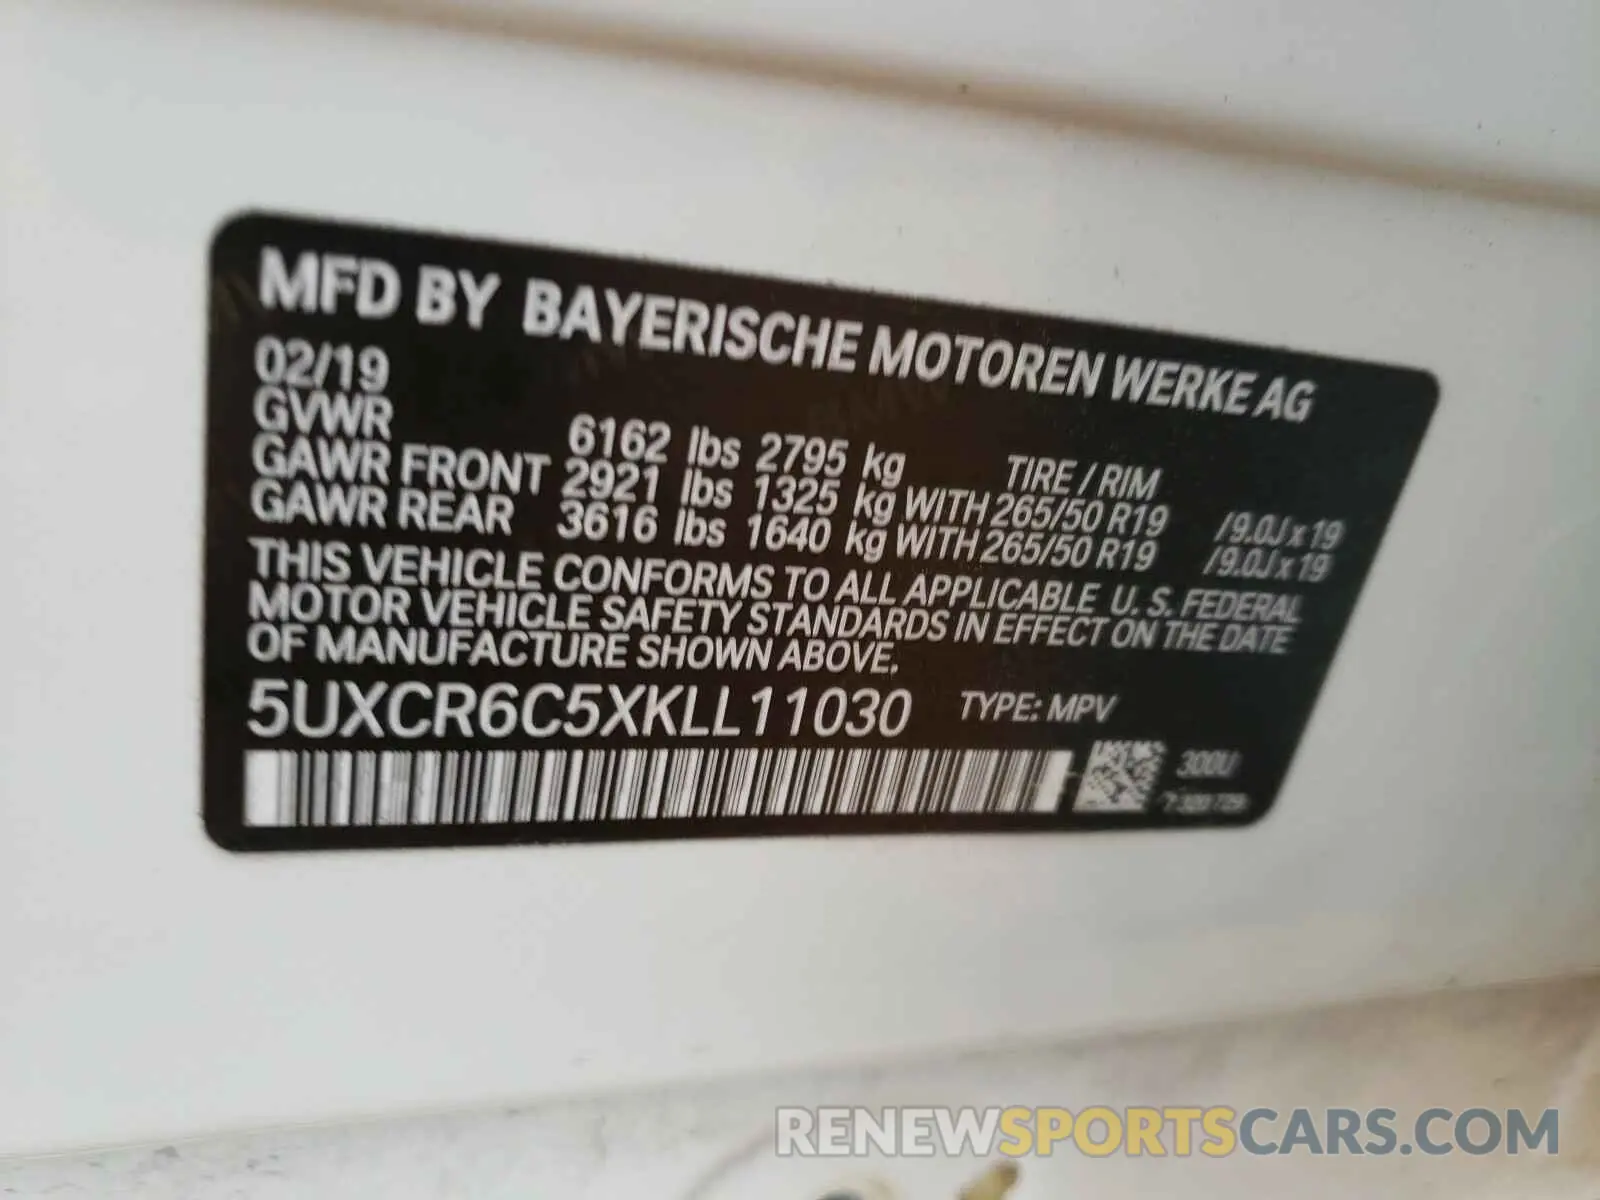 MFD BY BAYERISCHE MOTOREN WERKE AG
02/19
GVWR 6162 lbs 2795 kg TIRE / RIM
GAWR FRONT 2921 lbs 1325 kg WITH 265/50 R19 /9.0J x 19
GAWR REAR 3616 lbs 1640 kg WITH 265/50 R19 /9.0J x 19
THIS VEHICLE CONFORMS TO ALL APPLICABLE U. S. FEDERAL
MOTOR VEHICLE SAFETY STANDARDS IN EFFECT ON THE DATE
OF MANUFACTURE SHOWN ABOVE.
5UXCR6C5XKLL11030 TYPE: MPV
300U
RENEWSPORTSCARS.COM